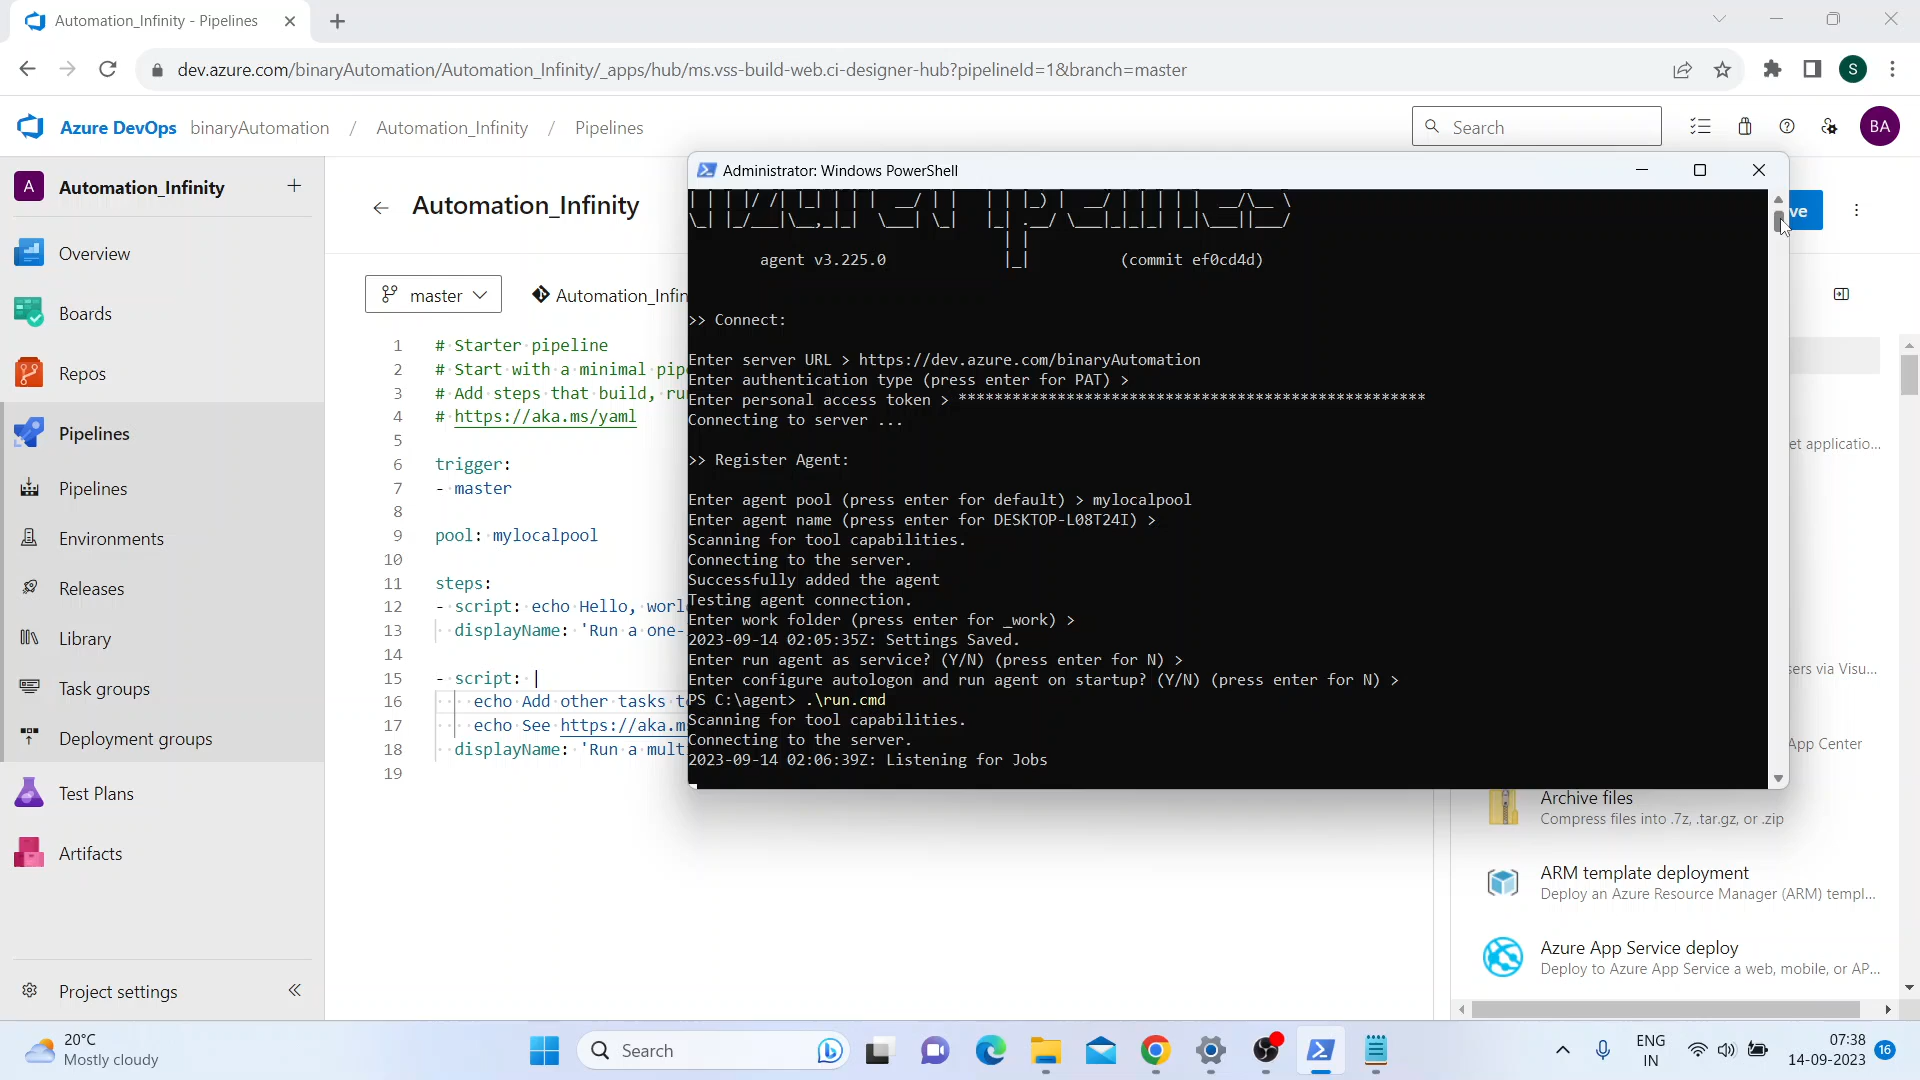 Automation_Infinity - Pipelines
dev.azure.com/binaryAutomation/Automation_Infinity/_apps/hub/ms.vss-build-web.ci-designer-hub?pipelineId=1&branch=master
S
Azure DevOps binaryAutomation / Automation_Infinity / Pipelines
Search
BA
A Automation_Infinity
Overview
Boards
Repos
Pipelines
Pipelines
Environments
Releases
Library
Task groups
Deployment groups
Test Plans
Artifacts
Project settings
Automation_Infinity
ve
master
Automation_Infin
1 # Starter pipeline
2 # Start with a minimal pip
3 # Add steps that build, ru
4 # https://aka.ms/yaml
5
6 trigger:
7 - master
8
9 pool: mylocalpool
10
11 steps:
12 - script: echo Hello, worl
13 displayName: 'Run a one-
14
15 - script: |
16 echo Add other tasks t
17 echo See https://aka.m
18 displayName: 'Run a mult
19
Administrator: Windows PowerShell
agent v3.225.0 (commit ef0cd4d)
>> Connect:
Enter server URL > https://dev.azure.com/binaryAutomation
Enter authentication type (press enter for PAT) >
Enter personal access token > ****************************************************
Connecting to server ...
>> Register Agent:
Enter agent pool (press enter for default) > mylocalpool
Enter agent name (press enter for DESKTOP-L08T24I) >
Scanning for tool capabilities.
Connecting to the server.
Successfully added the agent
Testing agent connection.
Enter work folder (press enter for _work) >
2023-09-14 02:05:35Z: Settings Saved.
Enter run agent as service? (Y/N) (press enter for N) >
Enter configure autologon and run agent on startup? (Y/N) (press enter for N) >
PS C:\agent> .\run.cmd
Scanning for tool capabilities.
Connecting to the server.
2023-09-14 02:06:39Z: Listening for Jobs
et applicatio...
sers via Visu...
App Center
Archive files
Compress files into .7z, .tar.gz, or .zip
ARM template deployment
Deploy an Azure Resource Manager (ARM) templ...
Azure App Service deploy
Deploy to Azure App Service a web, mobile, or AP...
20°C
Mostly cloudy
Search
ENG
IN
07:38
14-09-2023
16